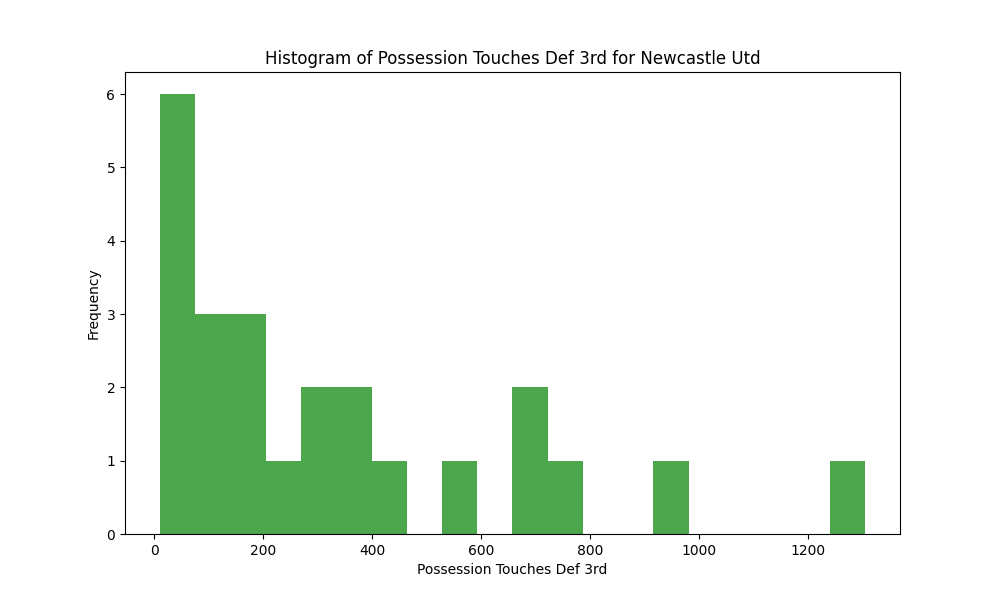 Histogram of Possession Touches Def 3rd for Newcastle Utd
6
5
4
3
2
1
0
Frequency
0 200 400 600 800 1000 1200
Possession Touches Def 3rd